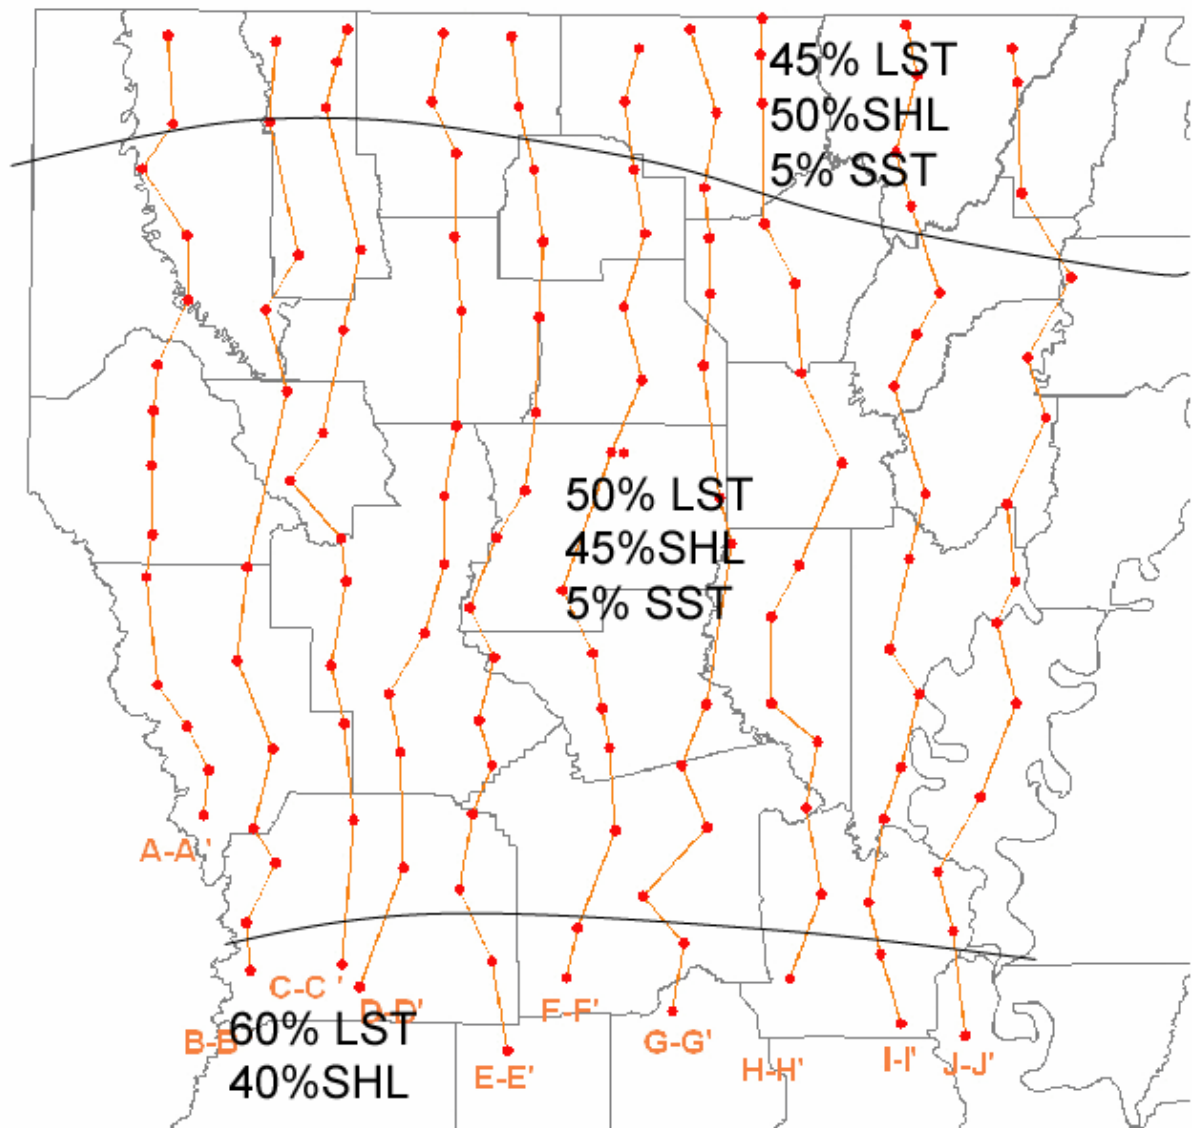 45% LST
50%SHL
5% SST
50% LST
45%SHL
5% SST
A-A'
C-C'
D-D'
F-F'
B-B
60% LST
G-G'
I-I'
J-J'
H-H'
E-E'
40%SHL